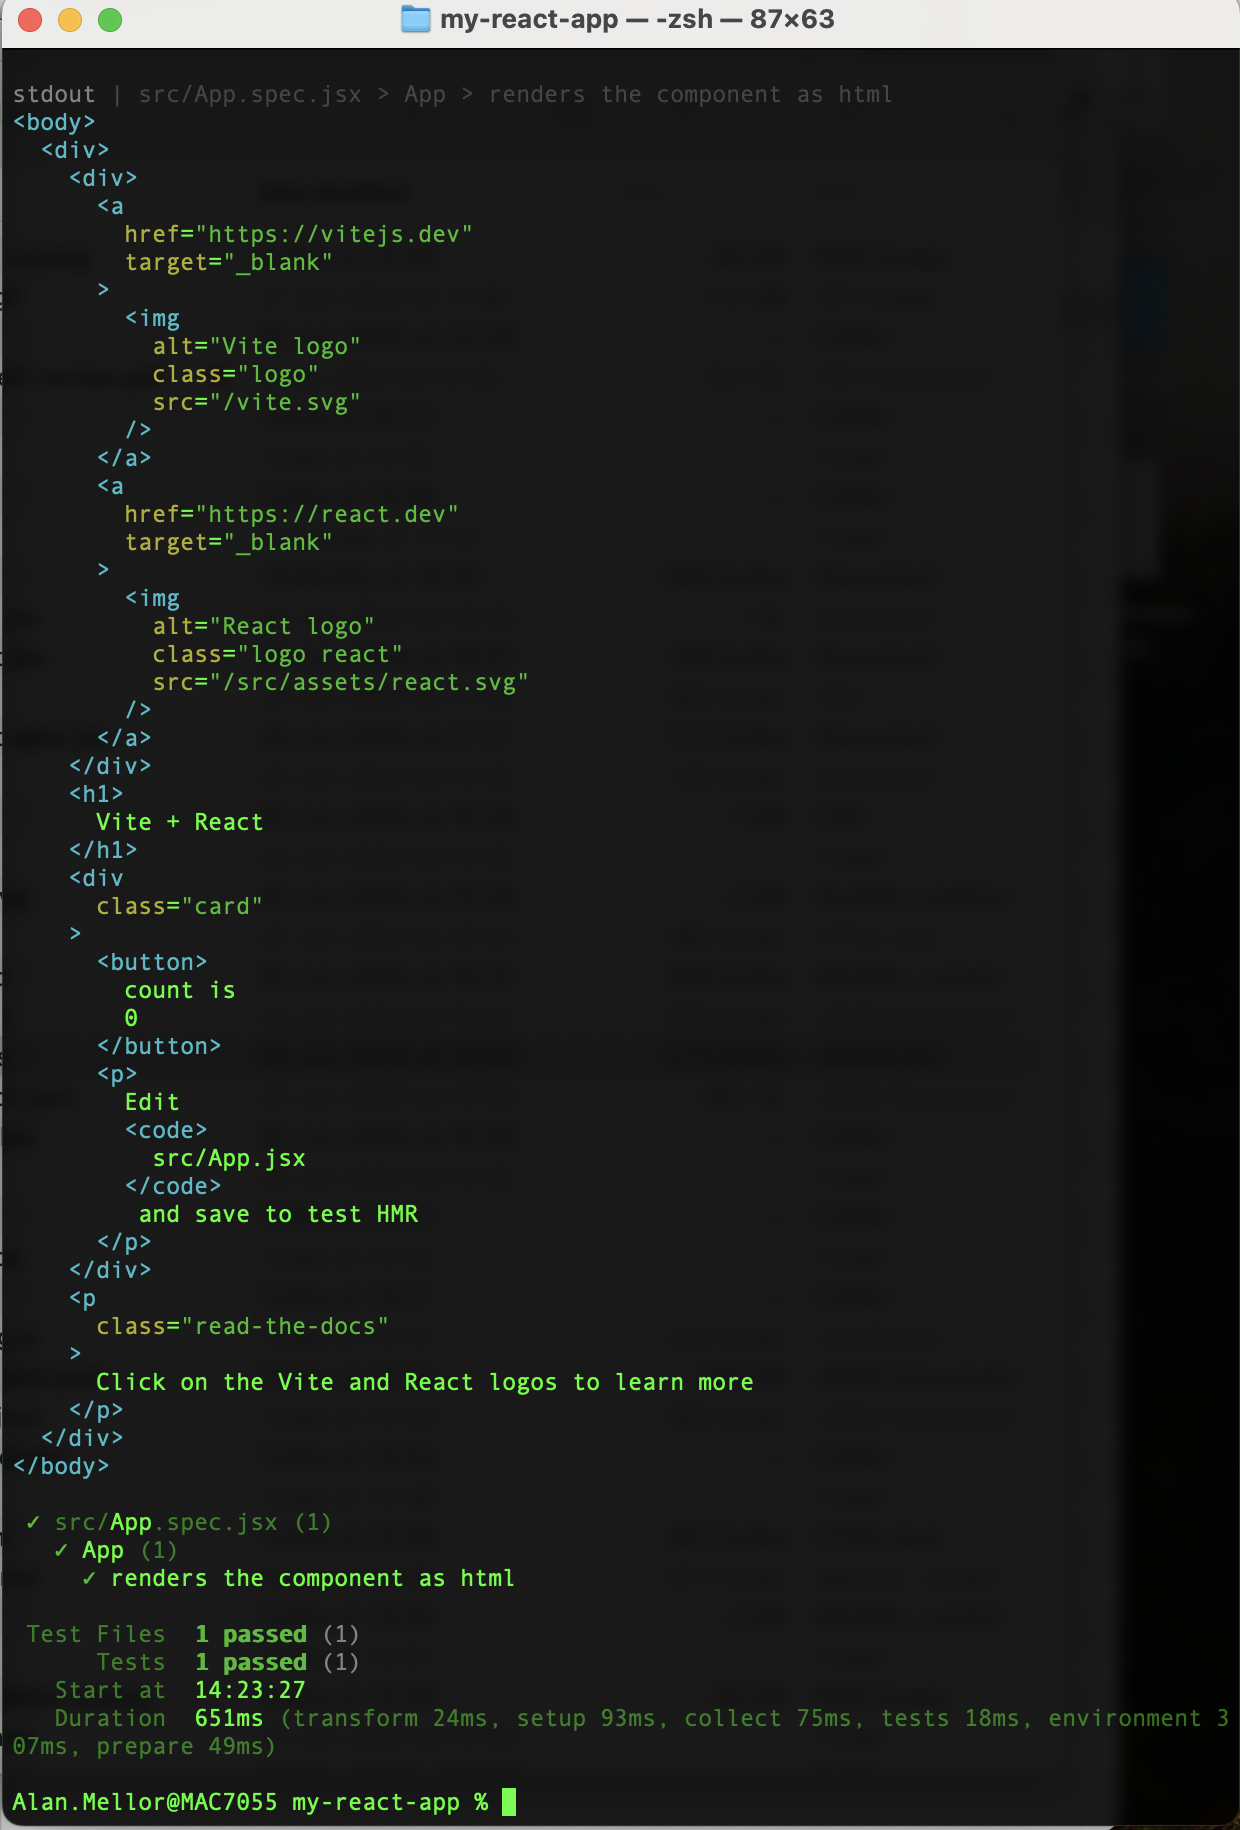 my-react-app — -zsh — 87×63
stdout | src/App.spec.jsx > App > renders the component as html
<body>
  <div>
    <div>
      <a
        href="https://vitejs.dev"
        target="_blank"
      >
        <img
          alt="Vite logo"
          class="logo"
          src="/vite.svg"
        />
      </a>
      <a
        href="https://react.dev"
        target="_blank"
      >
        <img
          alt="React logo"
          class="logo react"
          src="/src/assets/react.svg"
        />
      </a>
    </div>
    <h1>
      Vite + React
    </h1>
    <div
      class="card"
    >
      <button>
        count is
        0
      </button>
      <p>
        Edit
        <code>
          src/App.jsx
        </code>
         and save to test HMR
      </p>
    </div>
    <p
      class="read-the-docs"
    >
      Click on the Vite and React logos to learn more
    </p>
  </div>
</body>
 ✓ src/App.spec.jsx (1)
   ✓ App (1)
     ✓ renders the component as html
 Test Files  1 passed (1)
      Tests  1 passed (1)
   Start at  14:23:27
   Duration  651ms (transform 24ms, setup 93ms, collect 75ms, tests 18ms, environment 3
07ms, prepare 49ms)
Alan.Mellor@MAC7055 my-react-app %